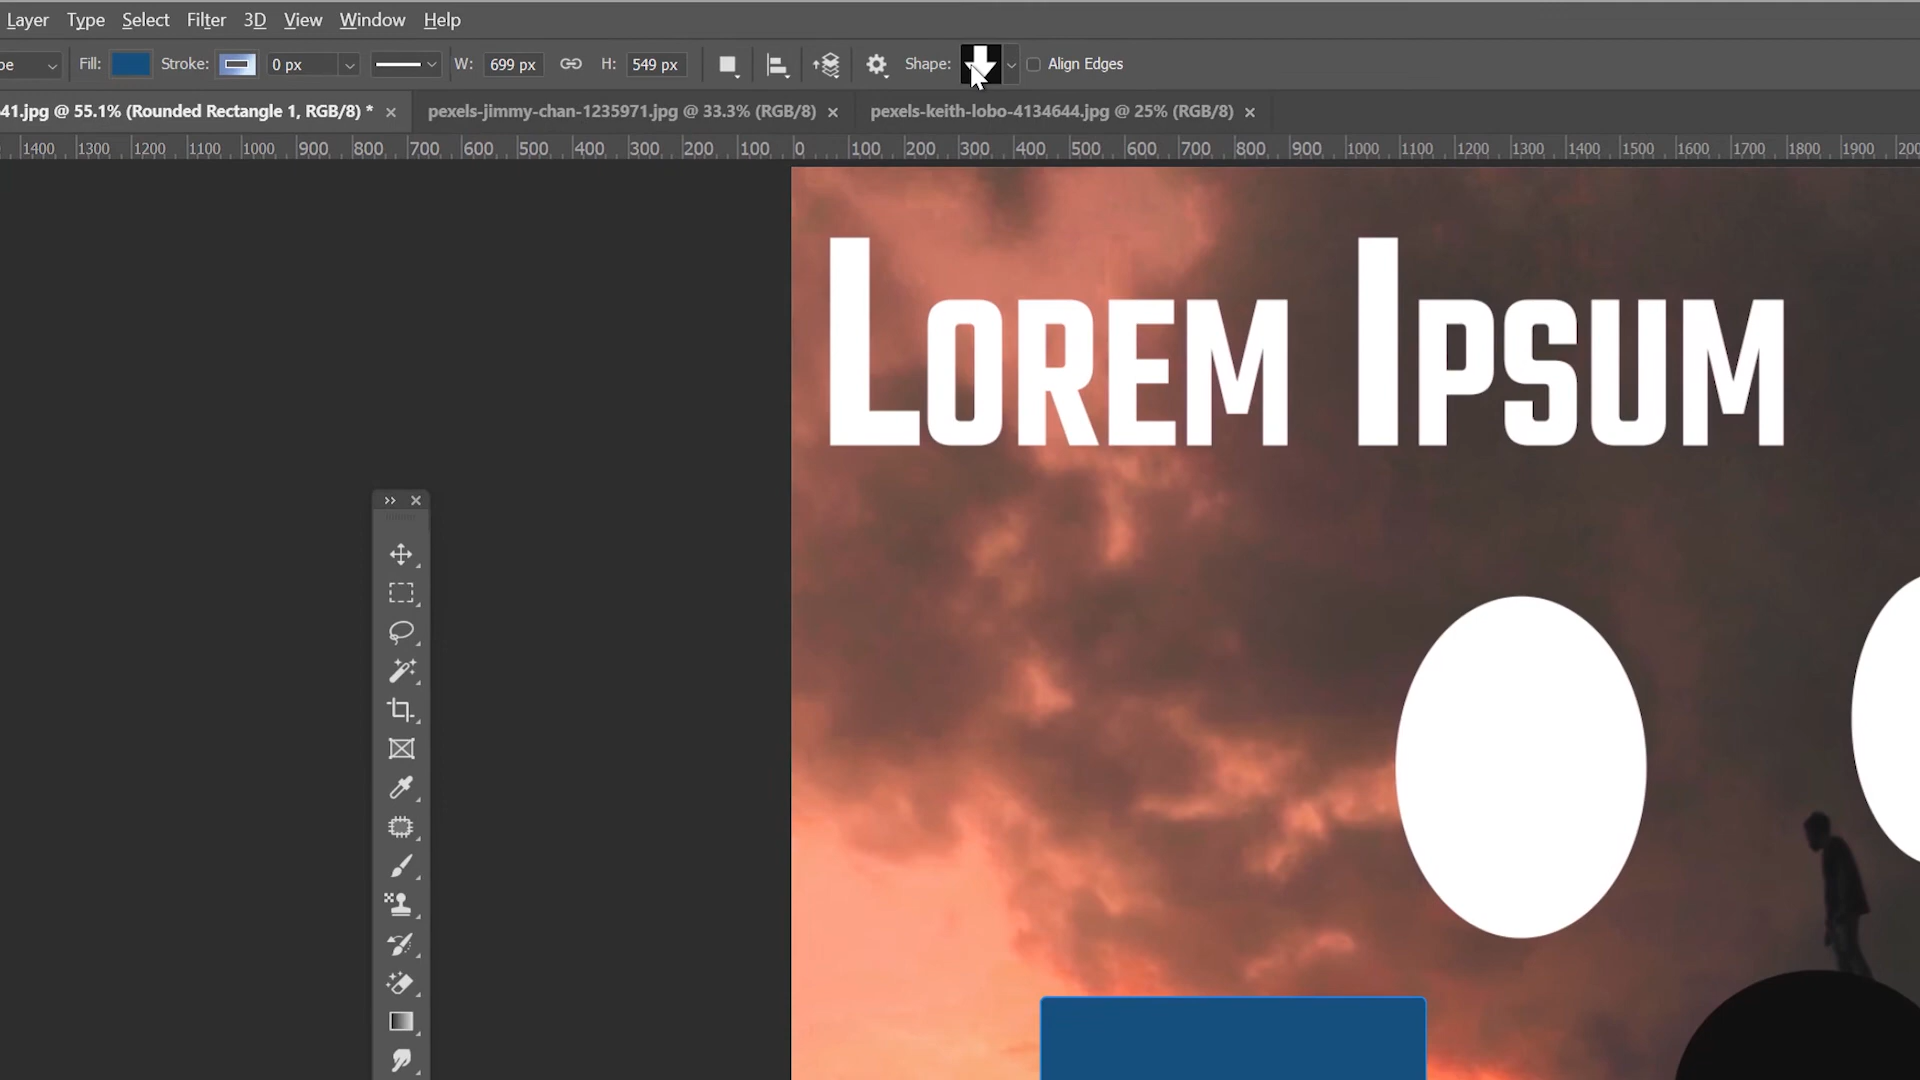 Layer Type Select Filter 3D View Window Help
pe Fill: Stroke: 0 px W: 699 px H: 549 px Shape: Align Edges
41.jpg @ 55.1% (Rounded Rectangle 1, RGB/8) * × pexels-jimmy-chan-1235971.jpg @ 33.3% (RGB/8) × pexels-keith-lobo-4134644.jpg @ 25% (RGB/8) ×
1400 1300 1200 1100 1000 900 800 700 600 500 400 300 200 100 0 100 200 300 400 500 600 700 800 900 1000 1100 1200 1300 1400 1500 1600 1700 1800 1900 200
Lorem Ipsum